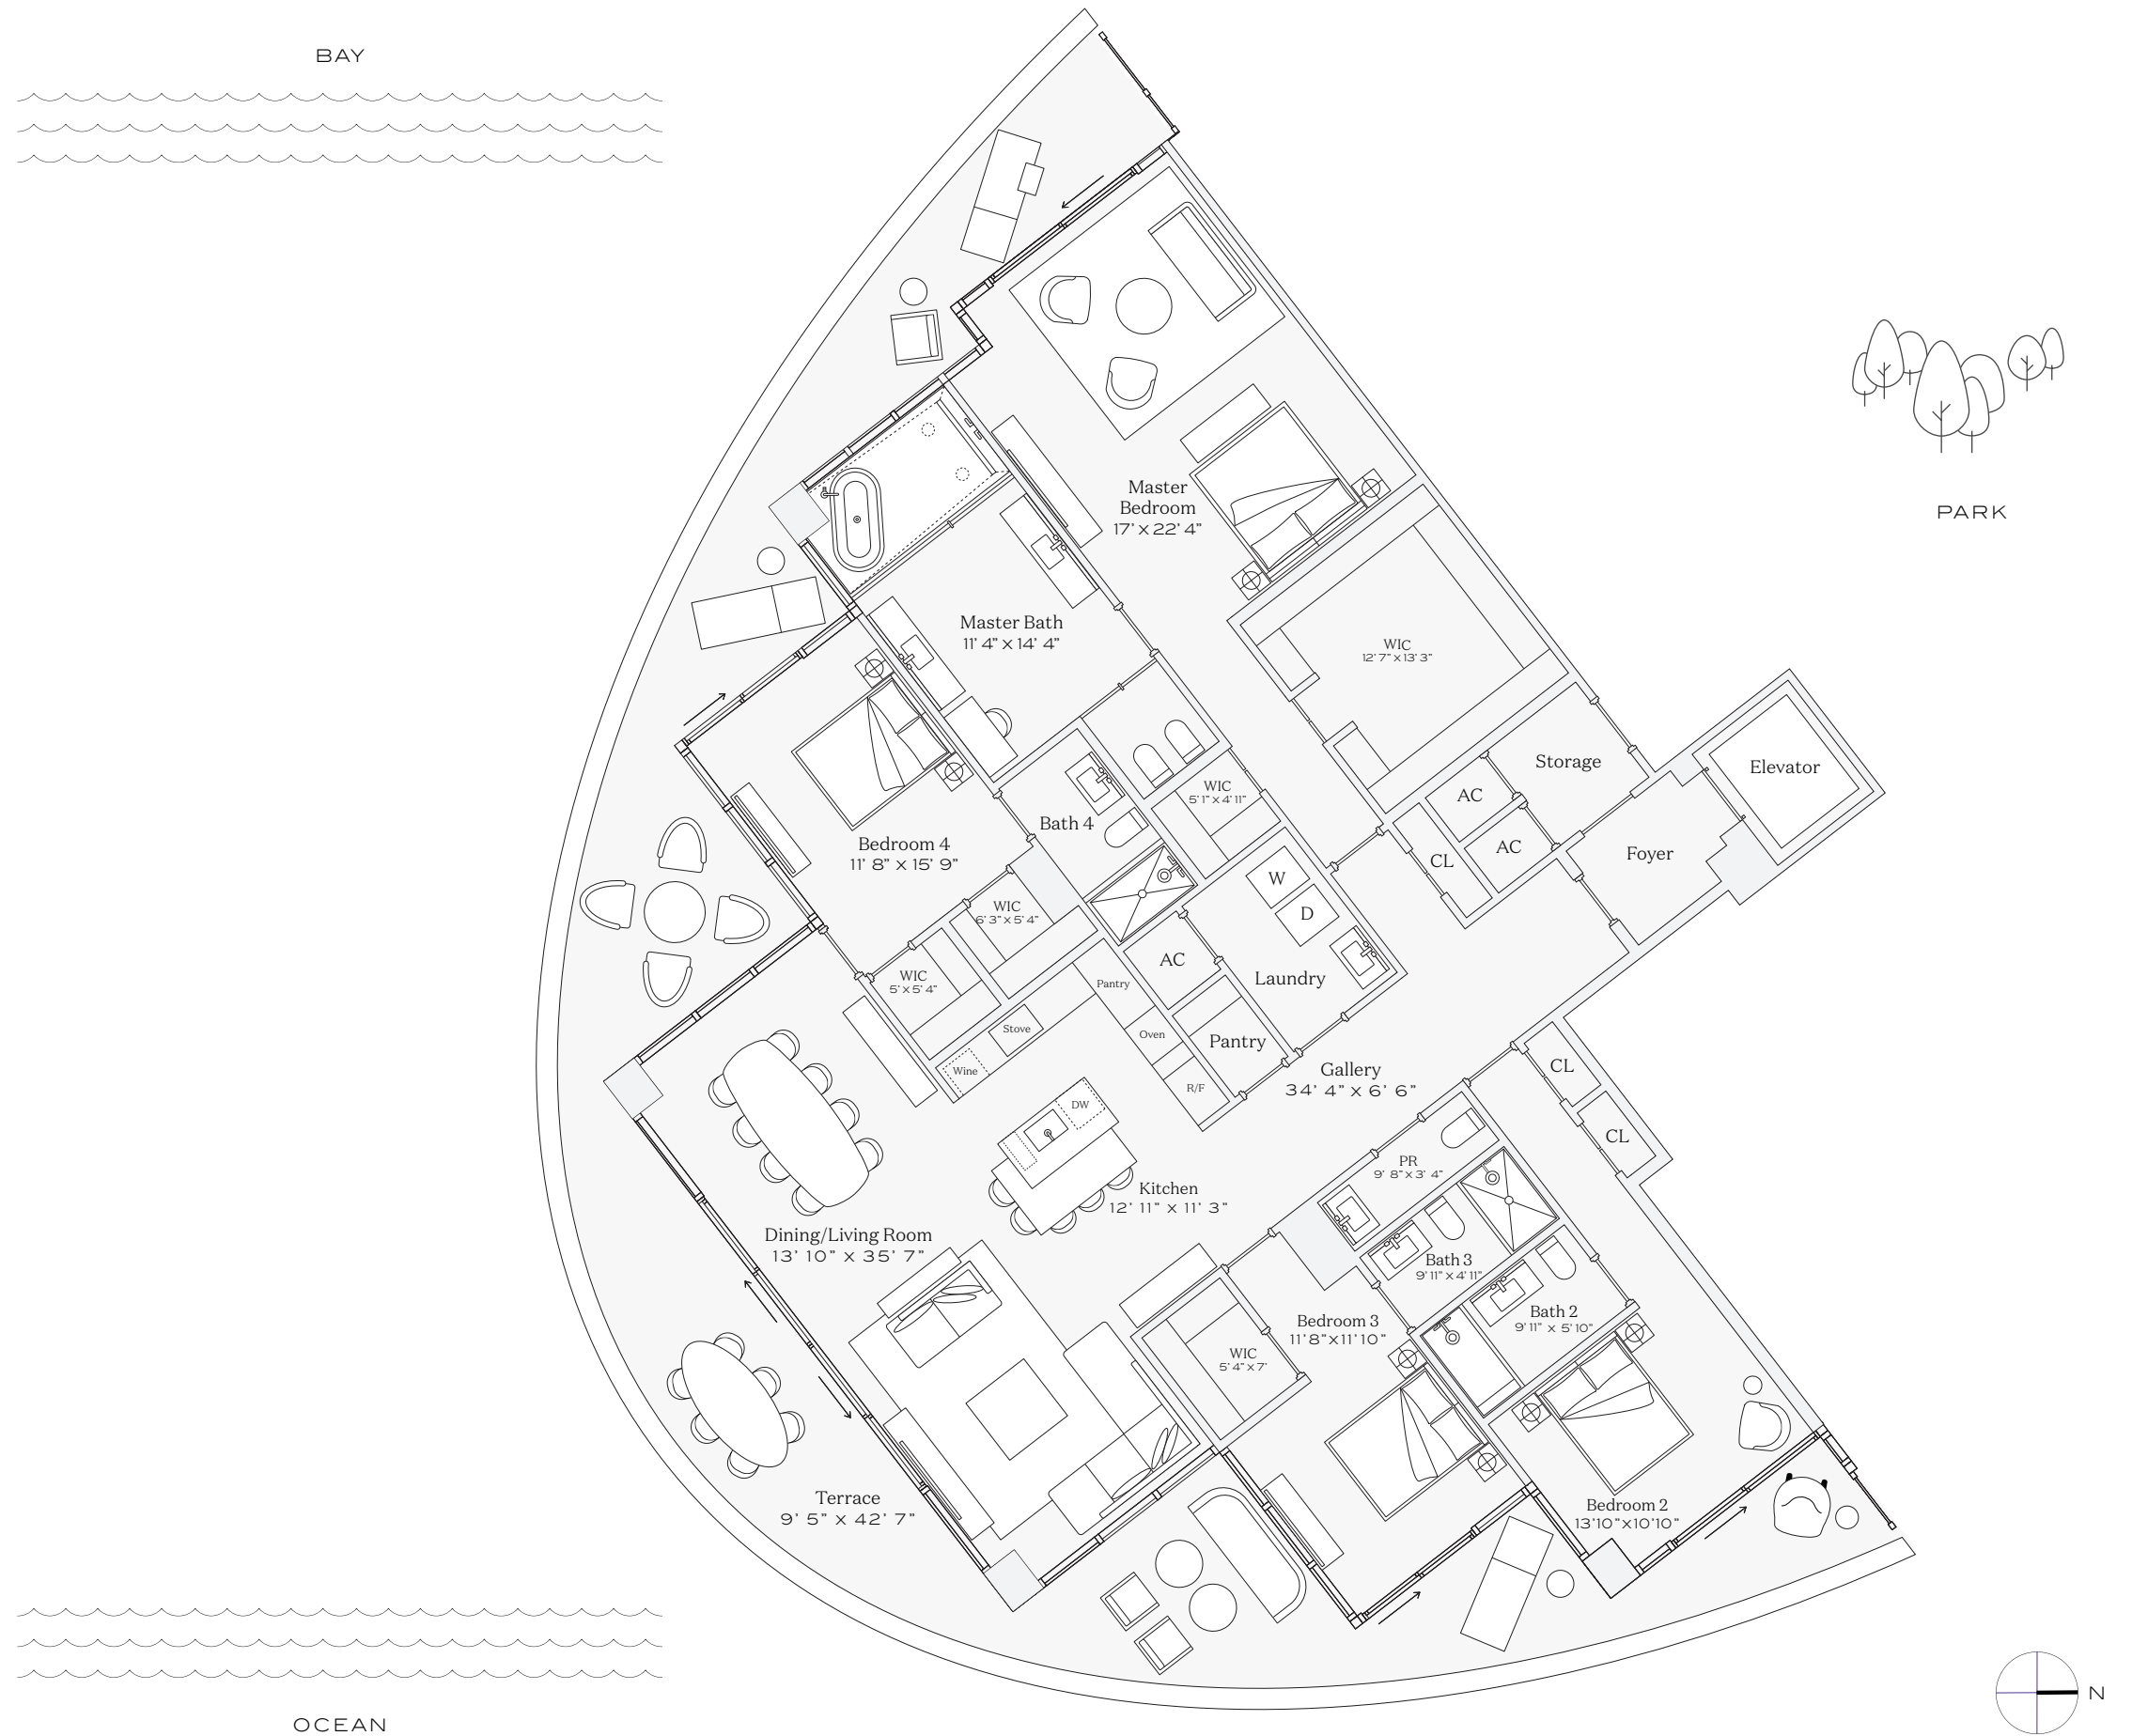 BAY
PARK
Master
Bedroom
17' X 22' 4"
Master Bath
11' 4" X 14' 4"
WIC
12' 7" X 13' 3"
Storage
Elevator
AC
WIC
5' 1" X 4' 11"
Bath 4
Bedroom 4
11' 8" X 15' 9"
AC
CL
Foyer
W
D
WIC
6' 3" X 5' 4"
AC
Laundry
WIC
5' X 5' 4"
Pantry
Stove
Oven
Pantry
Wine
R/F
Gallery
34' 4" X 6' 6"
CL
DW
CL
PR
9' 8" X 3' 4"
Kitchen
12' 11" X 11' 3"
Dining/Living Room
13' 10" X 35' 7"
Bath 3
9' 11" X 4' 11"
Bedroom 3
11'8"X11'10"
Bath 2
9' 11" X 5' 10"
WIC
5' 4" X 7'
Terrace
9' 5" X 42' 7"
Bedroom 2
13'10"X10'10"
N
OCEAN